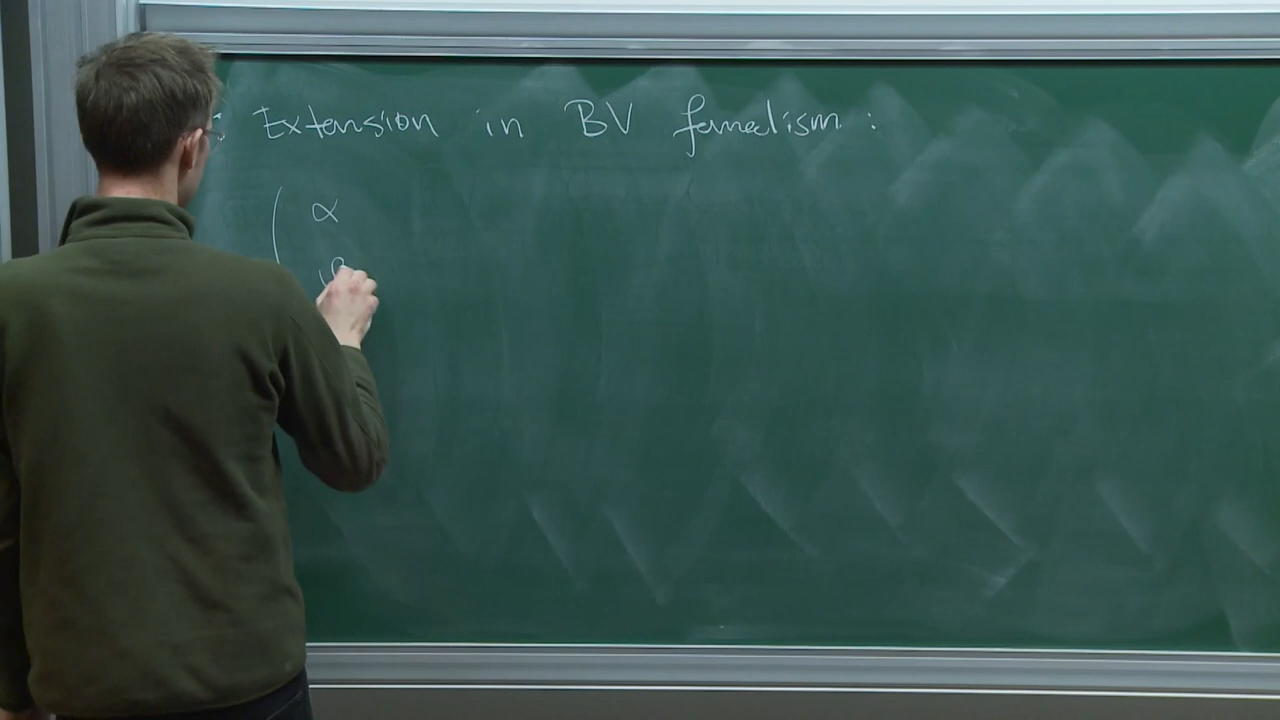 : Extension in BV formalism :
( α
φ